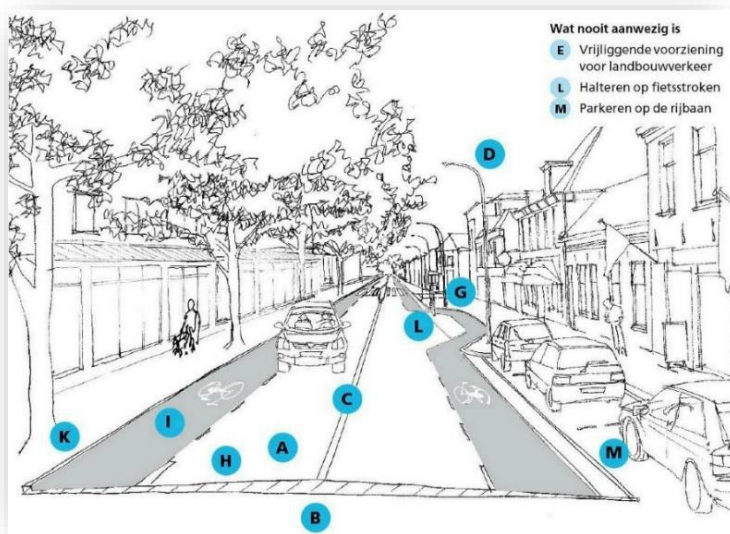 Wat nooit aanwezig is
E Vrijliggende voorziening
voor landbouwverkeer
L Halteren op fietsstroken
M Parkeren op de rijbaan
D
G
L
C
K
I
A
H
M
B